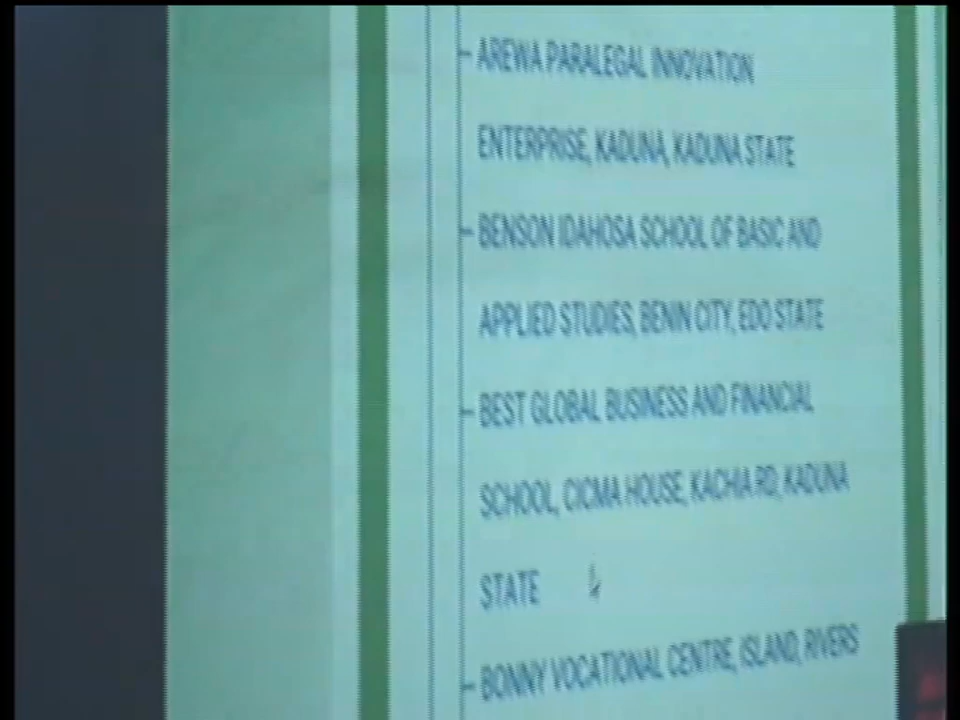 - AREWA PARALEGAL INNOVATION
ENTERPRISE, KADUNA, KADUNA STATE
- BENSON IDAHOSA SCHOOL OF BASIC AND
APPLIED STUDIES, BENIN CITY, EDO STATE
- BEST GLOBAL BUSINESS AND FINANCIAL
SCHOOL, CICMA HOUSE, KACHIA RD, KADUNA
STATE
- BONNY VOCATIONAL CENTRE, ISLAND, RIVERS